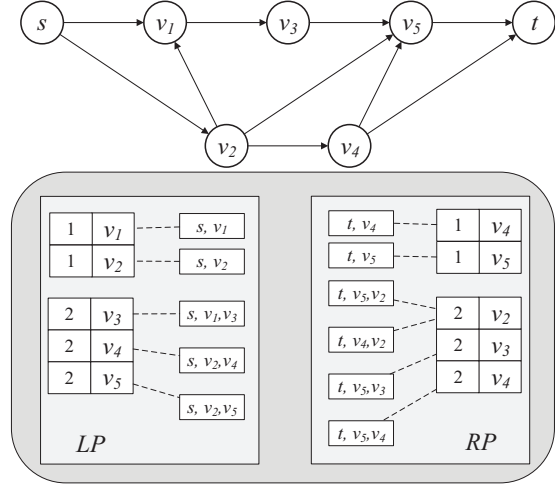 s v1 v3 v5 t
v2 v4
1 v1 s, v1
1 v2 s, v2
2 v3 s, v1,v3
2 v4 s, v2,v4
2 v5 s, v2,v5
LP
t, v4 1 v4
t, v5 1 v5
t, v5,v2
2 v2
t, v4,v2
2 v3
t, v5,v3
2 v4
t, v5,v4
RP